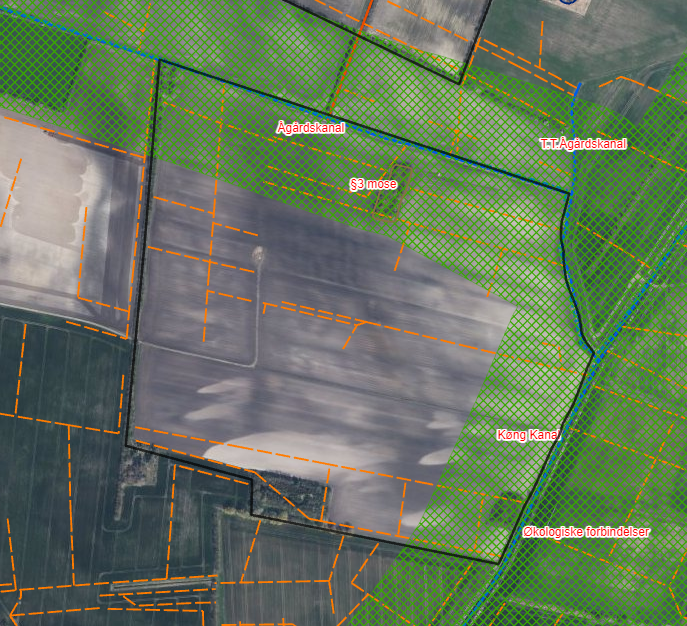 Ågårdskanal
T.T.Ågårdskanal
§3 mose
Køng Kanal
Økologiske forbindelser